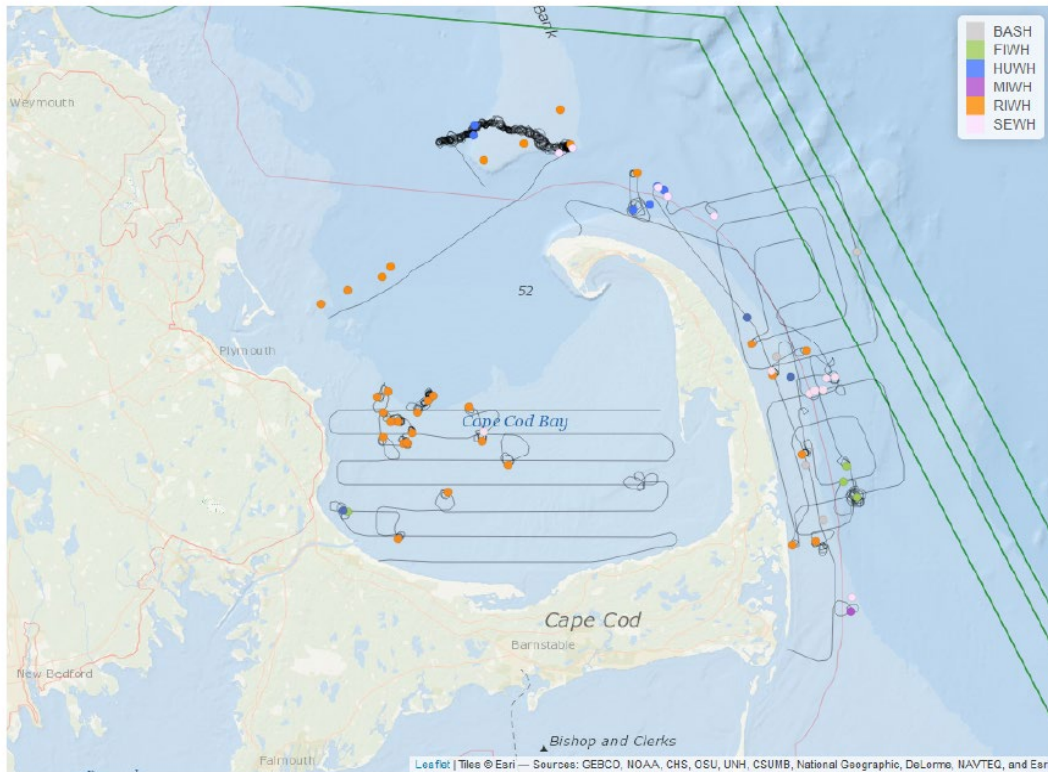 Bank
BASH
FIWH
HUWH
MIWH
RIWH
SEWH
Weymouth
52
Plymouth
Cape Cod Bay
Cape Cod
Barnstable
New Bedford
Bishop and Clerks
Falmouth
Leaflet | Tiles © Esri — Sources: GEBCO, NOAA, CHS, OSU, UNH, CSUMB, National Geographic, DeLorme, NAVTEQ, and Esri